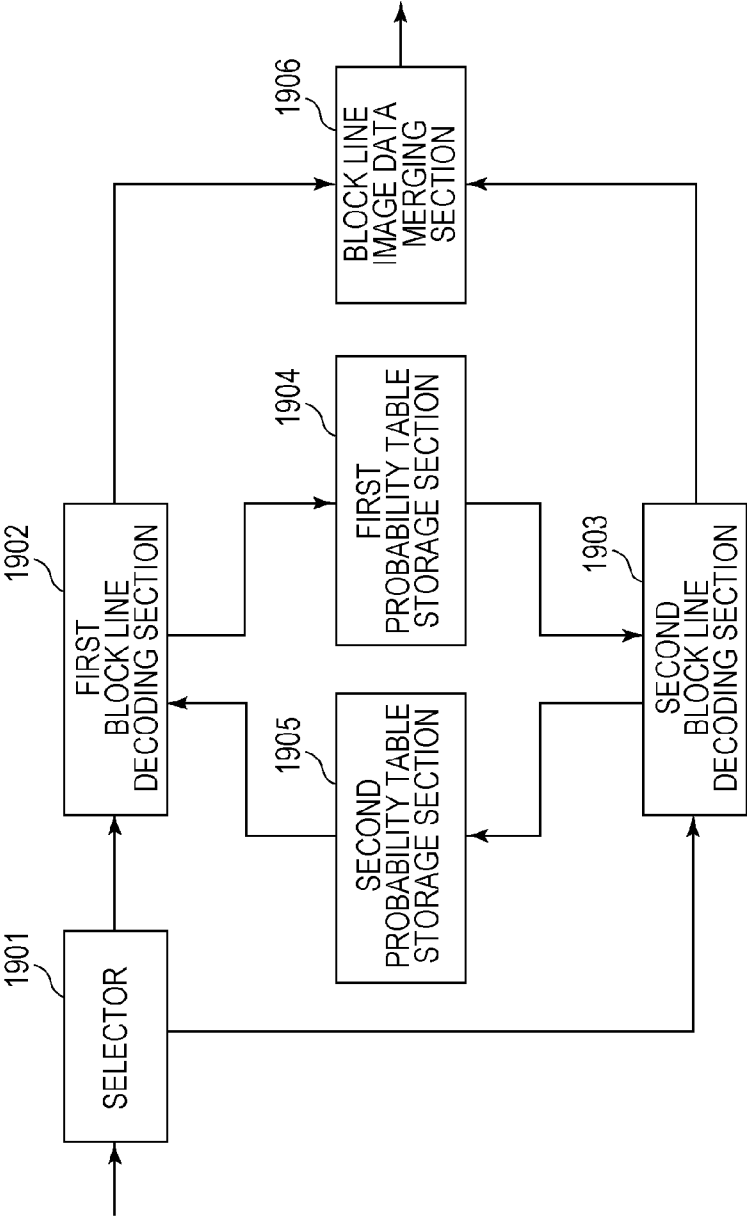 1901
SELECTOR
1902
FIRST
BLOCK LINE
DECODING SECTION
1905
SECOND
PROBABILITY TABLE
STORAGE SECTION
1904
FIRST
PROBABILITY TABLE
STORAGE SECTION
1903
SECOND
BLOCK LINE
DECODING SECTION
1906
BLOCK LINE
IMAGE DATA
MERGING
SECTION